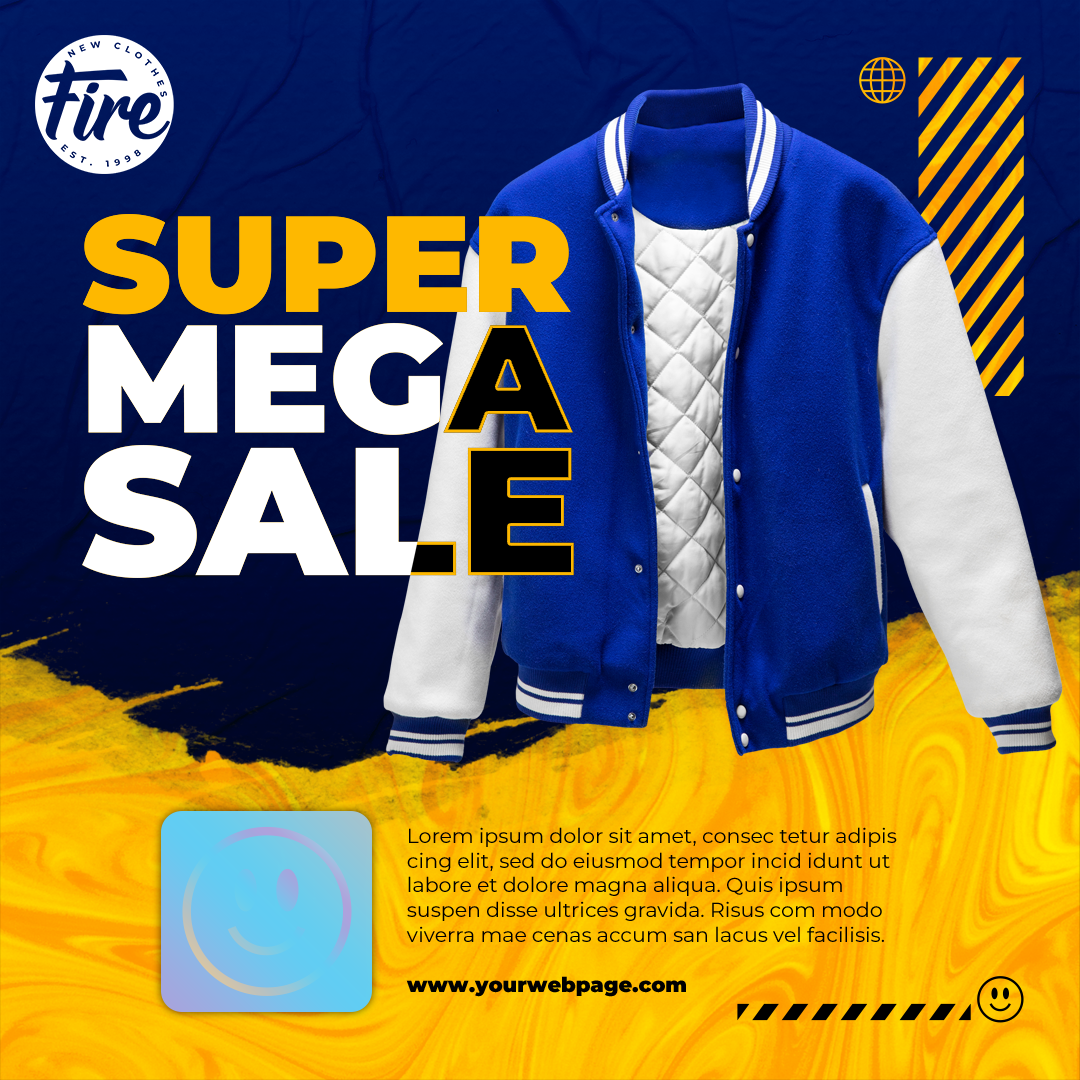 NEW CLOTHES
Fire
EST. 1998
SUPER
MEGA
SALE
Lorem ipsum dolor sit amet, consec tetur adipis
cing elit, sed do eiusmod tempor incid idunt ut
labore et dolore magna aliqua. Quis ipsum
suspen disse ultrices gravida. Risus com modo
viverra mae cenas accum san lacus vel facilisis.
www.yourwebpage.com